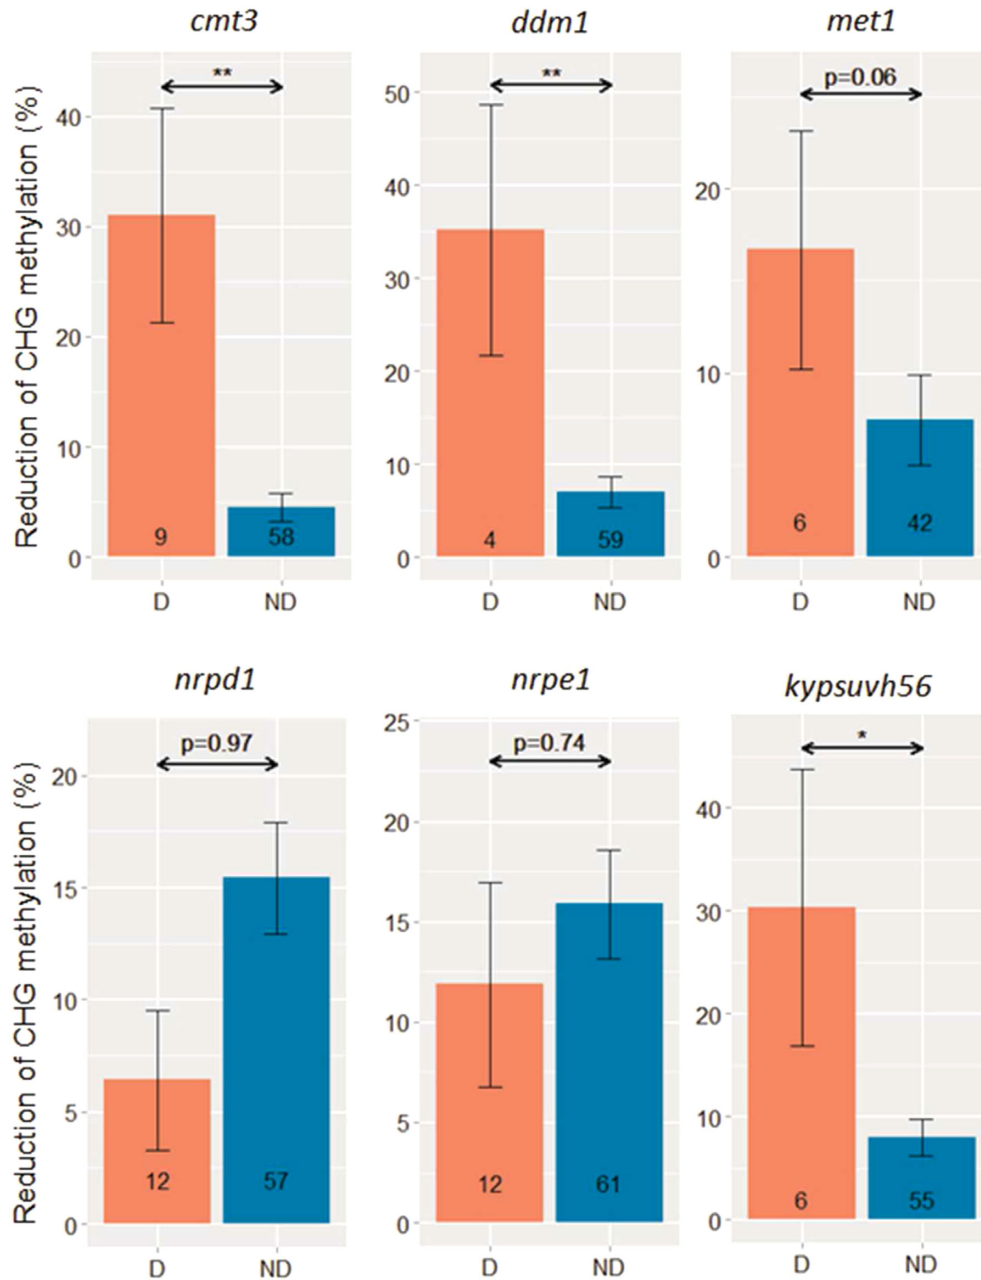 cmt3
ddm1
met1
Reduction of CHG methylation (%)
**
40
30
20
10
0
9
58
D
ND
**
50
40
30
20
10
0
4
59
D
ND
p=0.06
20
10
0
6
42
D
ND
nrpd1
nrpe1
kypsuvh56
Reduction of CHG methylation (%)
p=0.97
20
15
10
5
0
12
57
D
ND
p=0.74
25
20
15
10
5
0
12
61
D
ND
*
40
30
20
10
0
6
55
D
ND